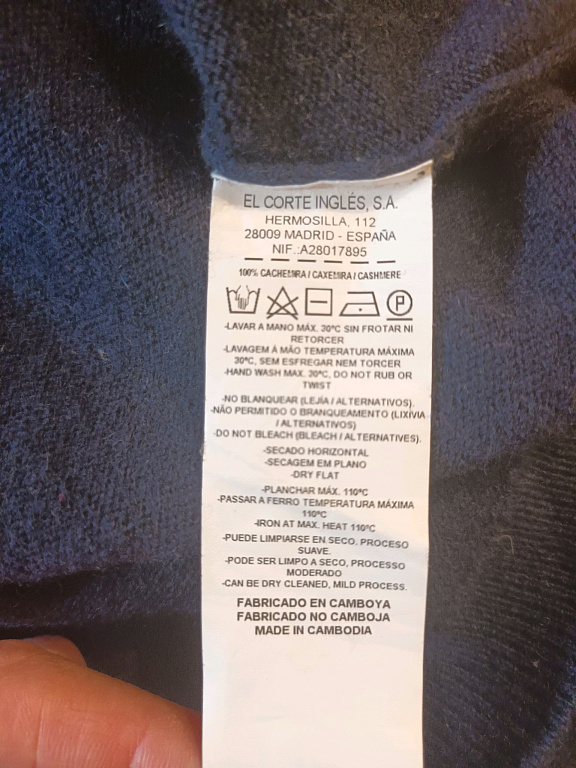 EL CORTE INGLÉS, S.A.
HERMOSILLA, 112
28009 MADRID - ESPAÑA
NIF.:A28017895
100% CACHEMIRA / CAXEMIRA / CASHMERE
P
-LAVAR A MANO MÁX. 30ºC SIN FROTAR NI
RETORCER
-LAVAGEM Á MÃO TEMPERATURA MÁXIMA
30ºC, SEM ESFREGAR NEM TORCER
-HAND WASH MAX. 30ºC, DO NOT RUB OR
TWIST
-NO BLANQUEAR (LEJÍA / ALTERNATIVOS).
-NÃO PERMITIDO O BRANQUEAMENTO (LIXÍVIA
/ ALTERNATIVOS)
-DO NOT BLEACH (BLEACH / ALTERNATIVES).
-SECADO HORIZONTAL
-SECAGEM EM PLANO
-DRY FLAT
-PLANCHAR MÁX. 110ºC
-PASSAR A FERRO TEMPERATURA MÁXIMA
110ºC
-IRON AT MAX. HEAT 110ºC
-PUEDE LIMPIARSE EN SECO. PROCESO
SUAVE.
-PODE SER LIMPO A SECO, PROCESSO
MODERADO
-CAN BE DRY CLEANED, MILD PROCESS.
FABRICADO EN CAMBOYA
FABRICADO NO CAMBOJA
MADE IN CAMBODIA